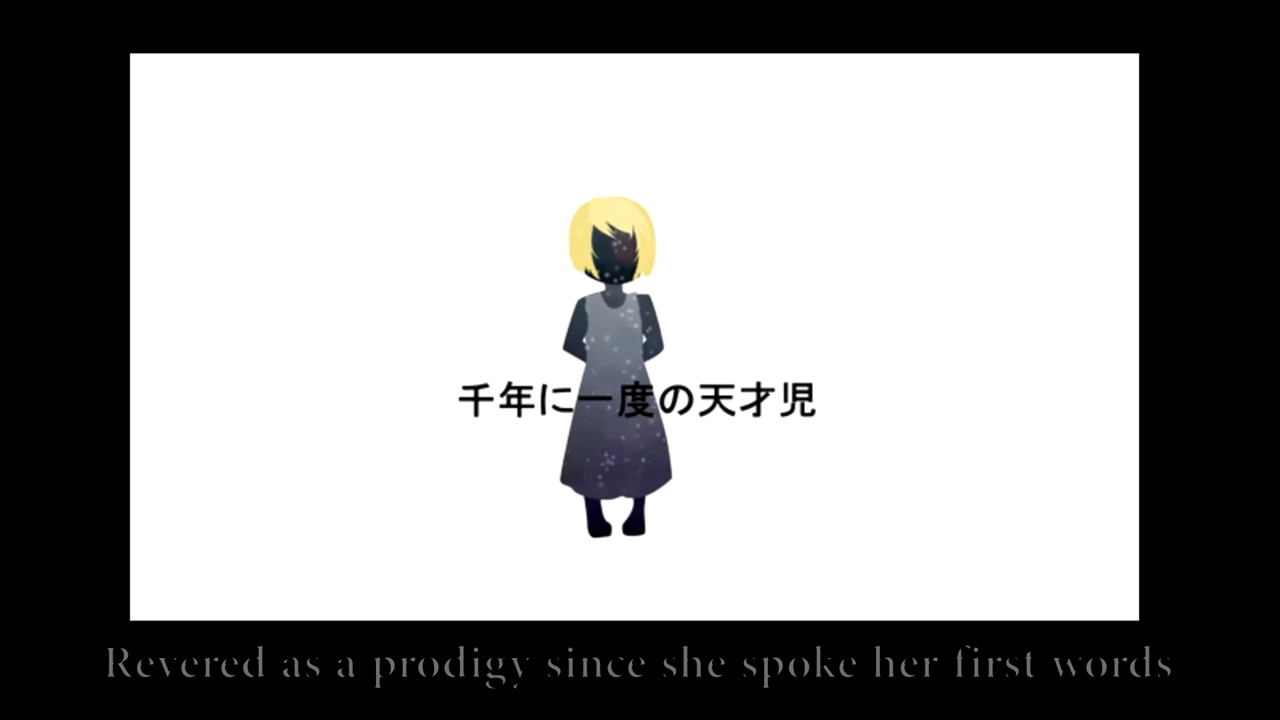 千年に一度の天才児
Revered as a prodigy since she spoke her first words